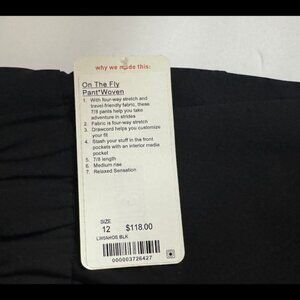 why we made this:
On The Fly
Pant*Woven
1. With four-way stretch and
travel-friendly fabric, these
7/8 pants help you take
adventure in strides
2. Fabric is four-way stretch
3. Drawcord helps you customize
your fit
4. Stash your stuff in the front
pockets with an interior media
pocket
5. 7/8 length
6. Medium rise
7. Relaxed Sensation
SIZE
12 $118.00
LW5AHDS BLK
000003726427